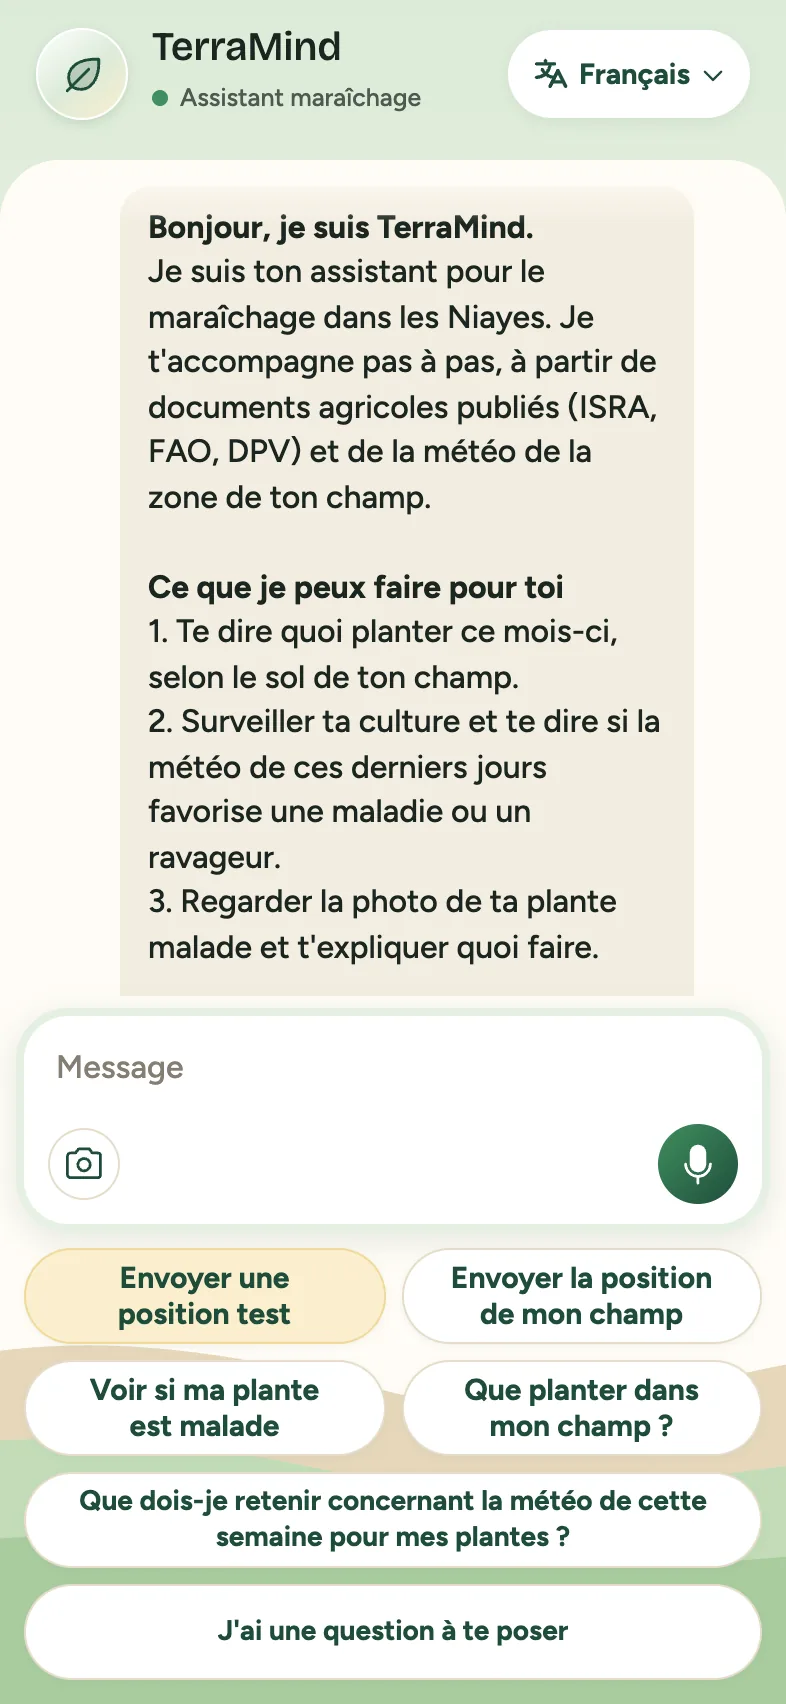 TerraMind
Assistant maraîchage
Français
Bonjour, je suis TerraMind.
Je suis ton assistant pour le
maraîchage dans les Niayes. Je
t'accompagne pas à pas, à partir de
documents agricoles publiés (ISRA,
FAO, DPV) et de la météo de la
zone de ton champ.
Ce que je peux faire pour toi
1. Te dire quoi planter ce mois-ci,
selon le sol de ton champ.
2. Surveiller ta culture et te dire si la
météo de ces derniers jours
favorise une maladie ou un
ravageur.
3. Regarder la photo de ta plante
malade et t'expliquer quoi faire.
Message
Envoyer une
position test
Envoyer la position
de mon champ
Voir si ma plante
est malade
Que planter dans
mon champ ?
Que dois-je retenir concernant la météo de cette
semaine pour mes plantes ?
J'ai une question à te poser